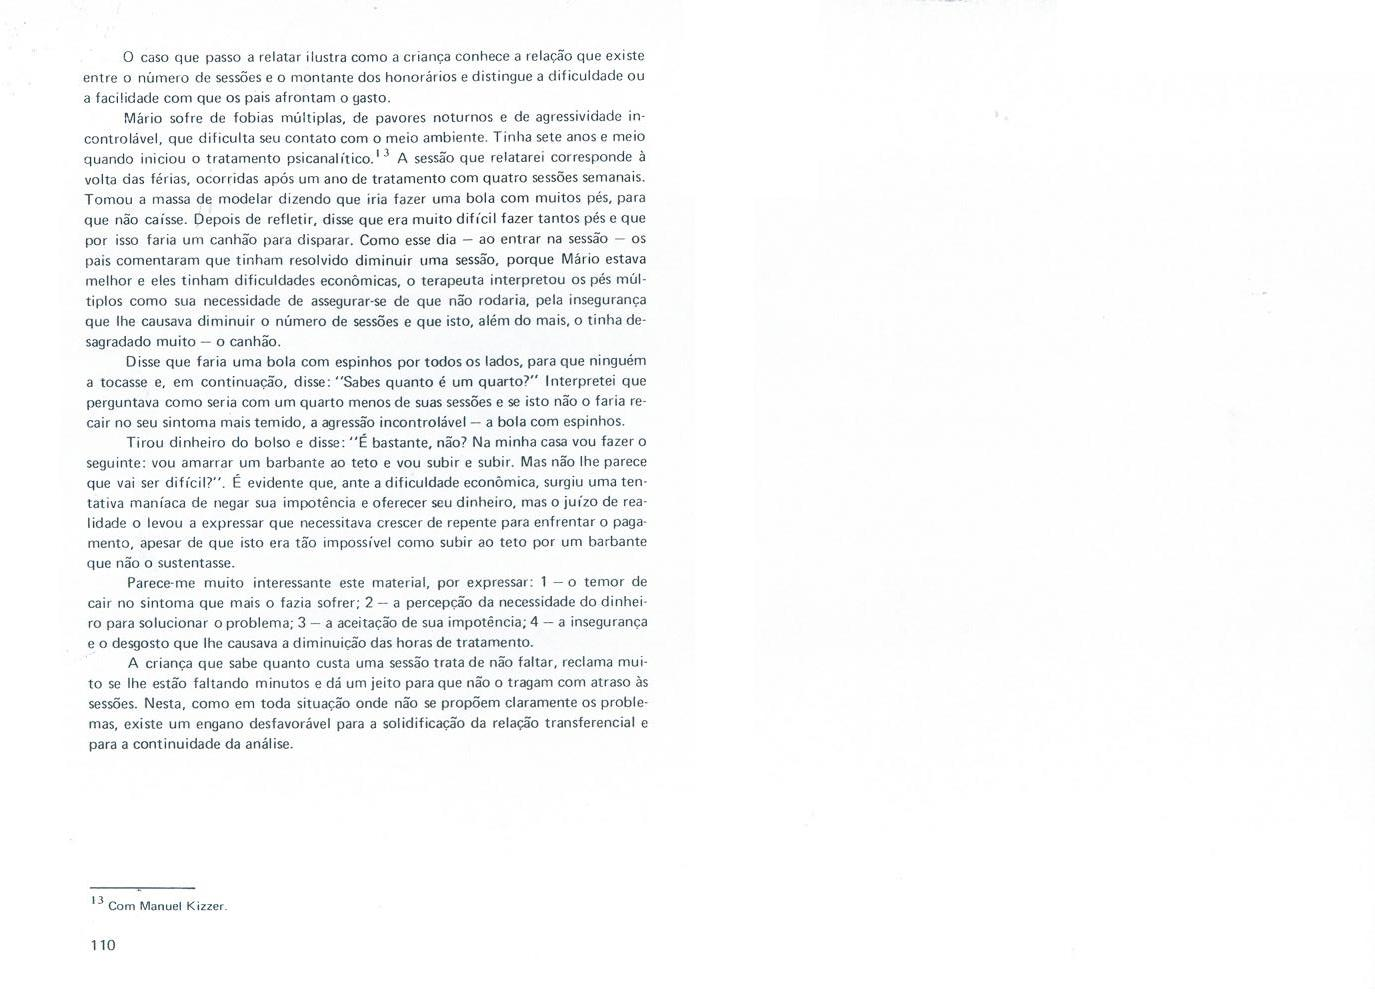 O caso que passo a relatar ilustra como a criança conhece a relação que existe
entre o número de sessões e o montante dos honorários e distingue a dificuldade ou
a facilidade com que os pais afrontam o gasto.
Mário sofre de fobias múltiplas, de pavores noturnos e de agressividade in-
controlável, que dificulta seu contato com o meio ambiente. Tinha sete anos e meio
quando iniciou o tratamento psicanalítico.13 A sessão que relatarei corresponde à
volta das férias, ocorridas após um ano de tratamento com quatro sessões semanais.
Tomou a massa de modelar dizendo que iria fazer uma bola com muitos pés, para
que não caísse. Depois de refletir, disse que era muito difícil fazer tantos pés e que
por isso faria um canhão para disparar. Como esse dia — ao entrar na sessão — os
pais comentaram que tinham resolvido diminuir uma sessão, porque Mário estava
melhor e eles tinham dificuldades econômicas, o terapeuta interpretou os pés múl-
tiplos como sua necessidade de assegurar-se de que não rodaria, pela insegurança
que lhe causava diminuir o número de sessões e que isto, além do mais, o tinha de-
sagradado muito — o canhão.
Disse que faria uma bola com espinhos por todos os lados, para que ninguém
a tocasse e, em continuação, disse: "Sabes quanto é um quarto?" Interpretei que
perguntava como seria com um quarto menos de suas sessões e se isto não o faria re-
cair no seu sintoma mais temido, a agressão incontrolável — a bola com espinhos.
Tirou dinheiro do bolso e disse: "É bastante, não? Na minha casa vou fazer o
seguinte: vou amarrar um barbante ao teto e vou subir e subir. Mas não lhe parece
que vai ser difícil?". É evidente que, ante a dificuldade econômica, surgiu uma ten-
tativa maníaca de negar sua impotência e oferecer seu dinheiro, mas o juízo de rea-
lidade o levou a expressar que necessitava crescer de repente para enfrentar o paga-
mento, apesar de que isto era tão impossível como subir ao teto por um barbante
que não o sustentasse.
Parece-me muito interessante este material, por expressar: 1 — o temor de
cair no sintoma que mais o fazia sofrer; 2 — a percepção da necessidade do dinhei-
ro para solucionar o problema; 3 — a aceitação de sua impotência; 4 — a insegurança
e o desgosto que lhe causava a diminuição das horas de tratamento.
A criança que sabe quanto custa uma sessão trata de não faltar, reclama mui-
to se lhe estão faltando minutos e dá um jeito para que não o tragam com atraso às
sessões. Nesta, como em toda situação onde não se propõem claramente os proble-
mas, existe um engano desfavorável para a solidificação da relação transferencial e
para a continuidade da análise.
13 Com Manuel Kizzer.
110